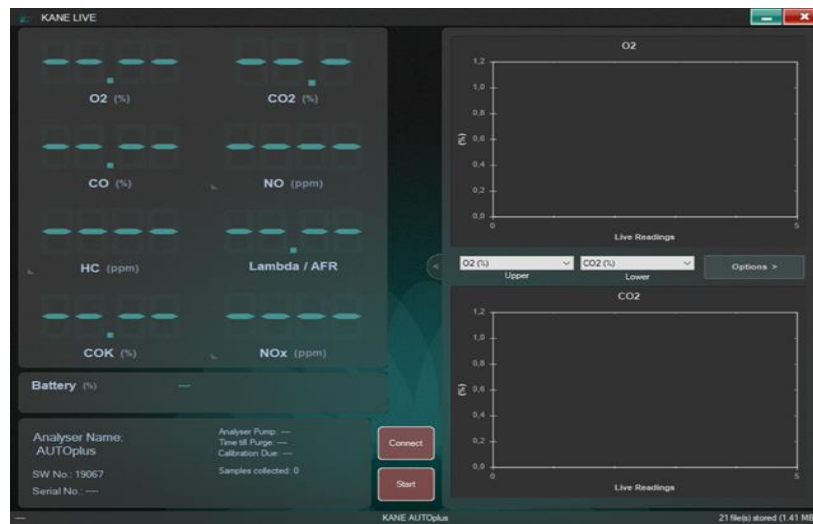 KANE LIVE
O2 (%)
CO2 (%)
CO (%)
NO (ppm)
HC (ppm)
Lambda / AFR
COK (%)
NOx (ppm)
Battery (%) ---
Analyser Name:
AUTOplus
SW No.: 19067
Serial No.: ---
Analyser Pump: ---
Time till Purge: ---
Calibration Due: ---
Samples collected: 0
Connect
Start
O2
1,2
1,0
0,8
0,6
0,4
0,2
0,0
(%)
0 5
Live Readings
O2 (%) CO2 (%) Options >
Upper Lower
CO2
1,2
1,0
0,8
0,6
0,4
0,2
0,0
(%)
0 5
Live Readings
--- KANE AUTOplus 21 file(s) stored (1.41 MB